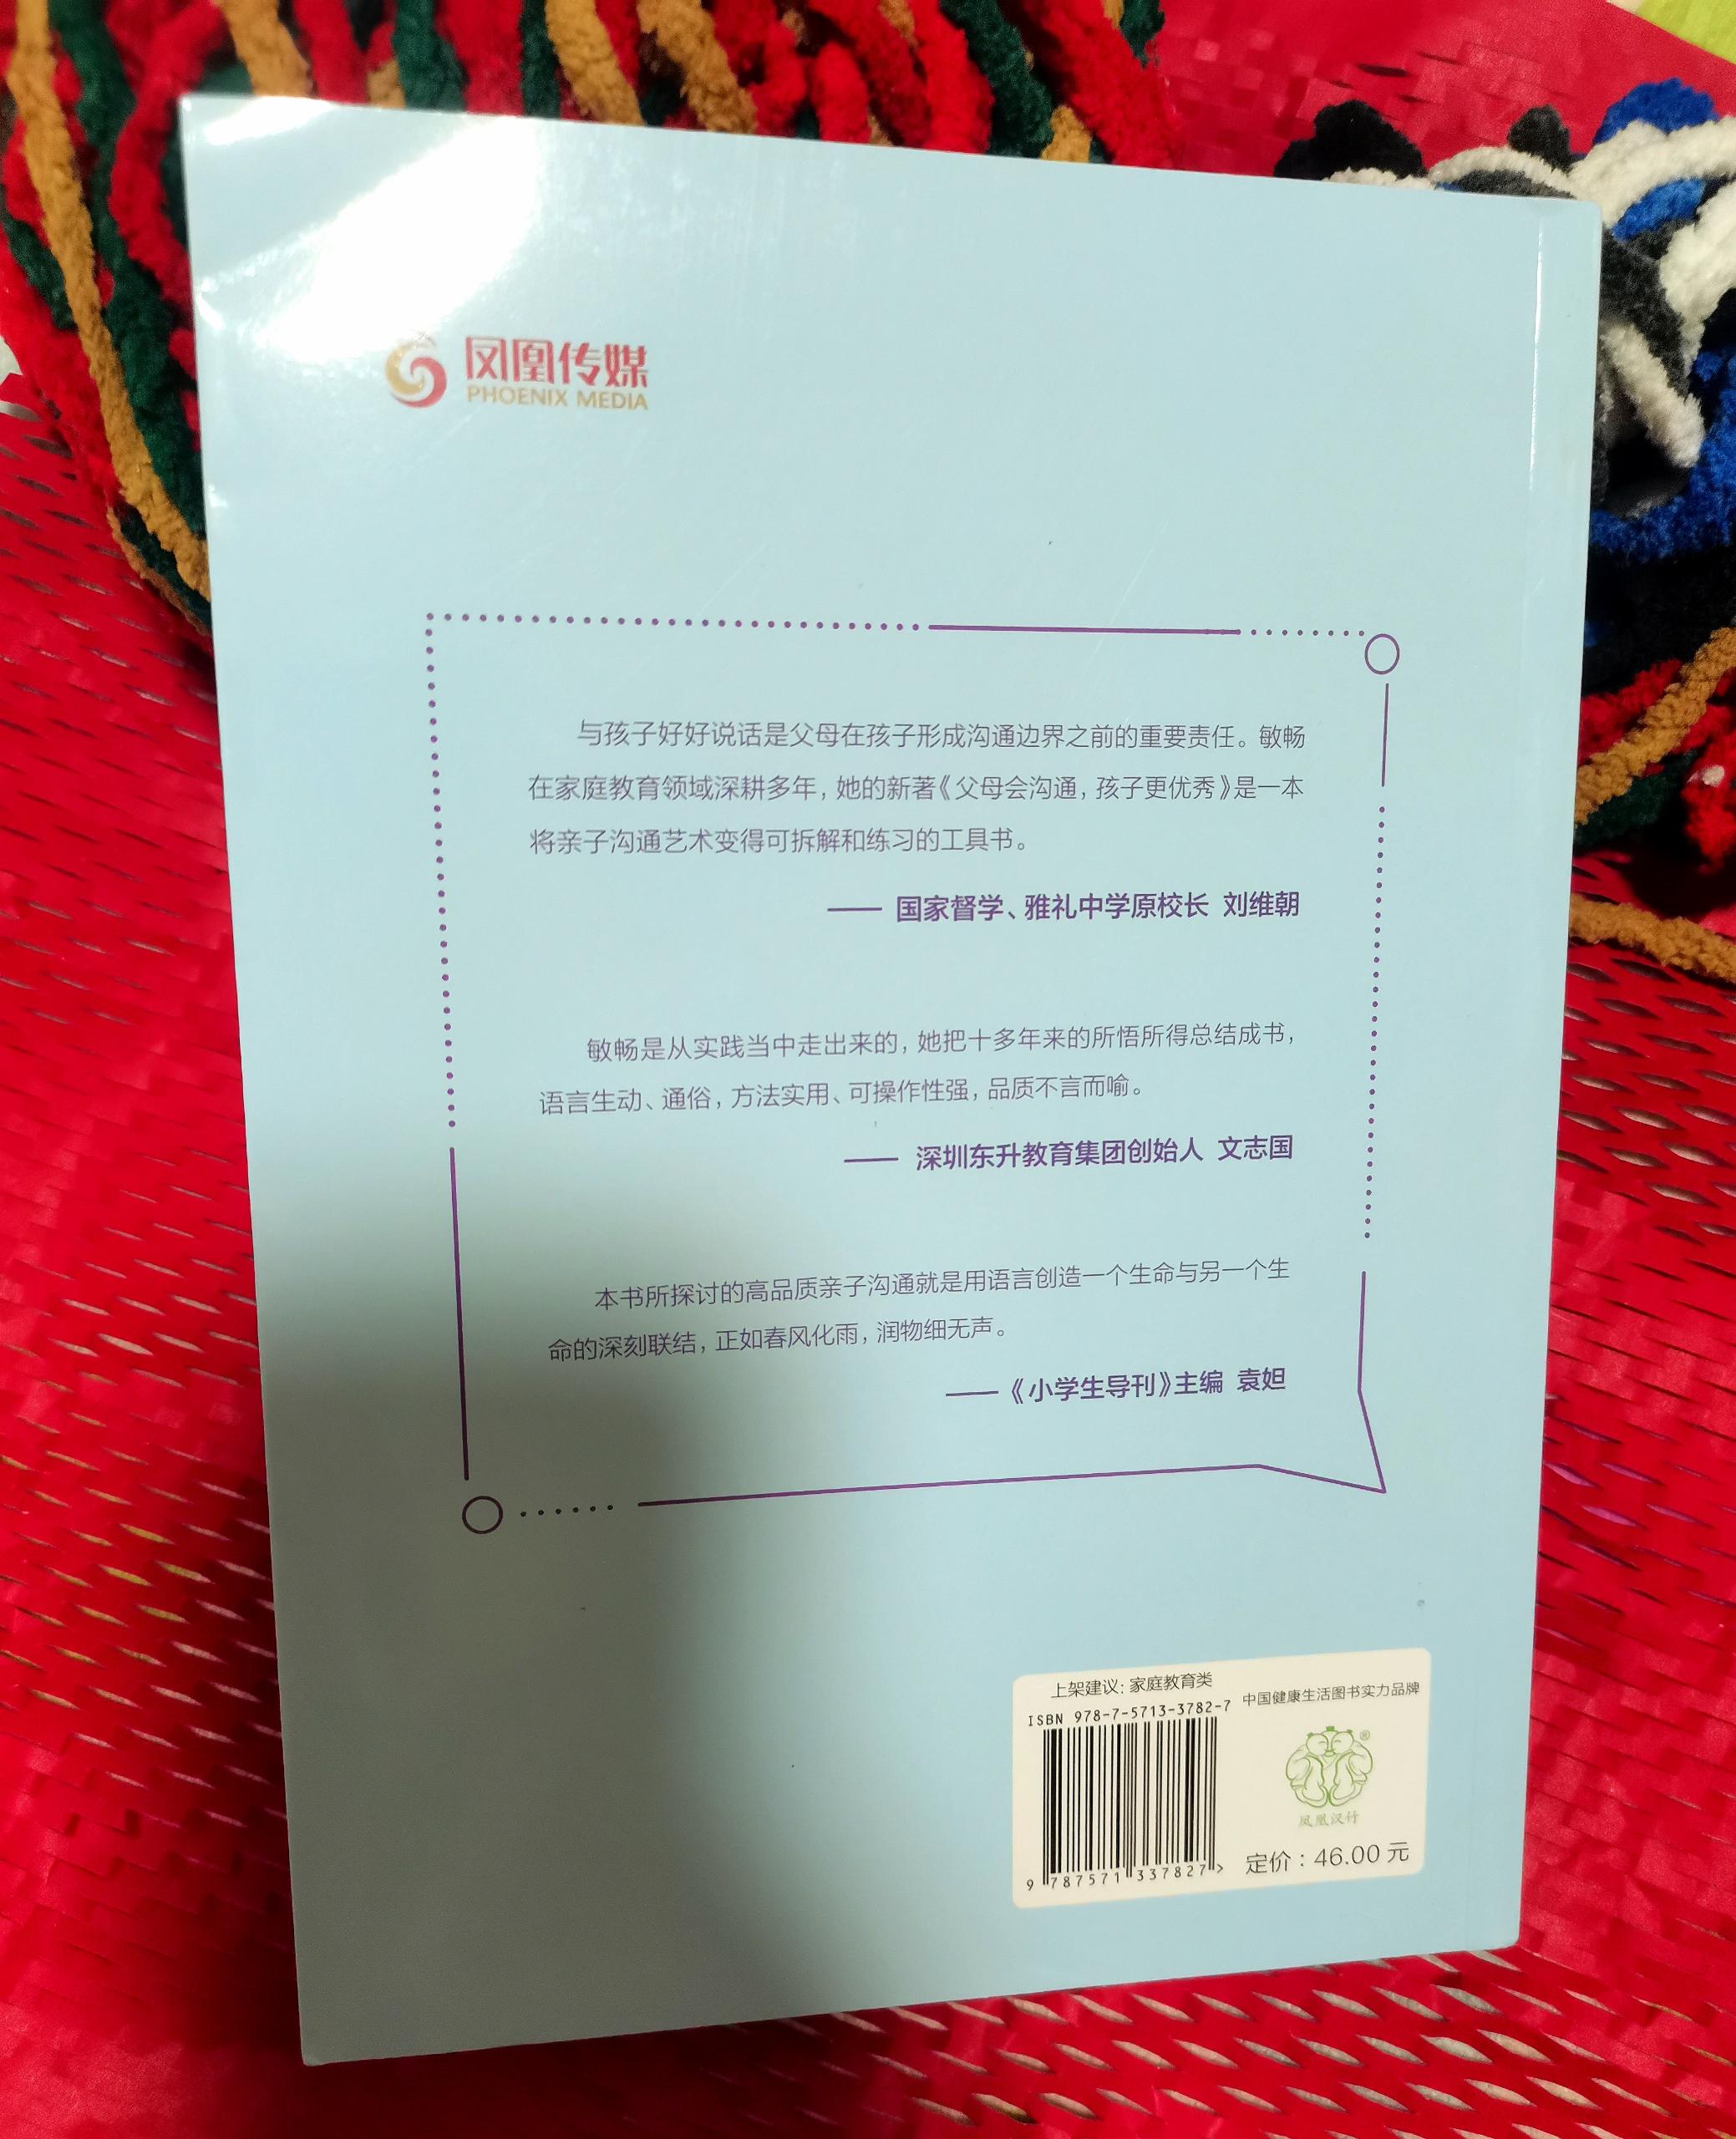 凤凰传媒
PHOENIX MEDIA
与孩子好好说话是父母在孩子形成沟通边界之前的重要责任。敏畅
在家庭教育领域深耕多年，她的新著《父母会沟通，孩子更优秀》是一本
将亲子沟通艺术变得可拆解和练习的工具书。
—— 国家督学、雅礼中学原校长 刘维朝
敏畅是从实践当中走出来的，她把十多年来的所悟所得总结成书，
语言生动、通俗，方法实用、可操作性强，品质不言而喻。
—— 深圳东升教育集团创始人 文志国
本书所探讨的高品质亲子沟通就是用语言创造一个生命与另一个生
命的深刻联结，正如春风化雨，润物细无声。
——《小学生导刊》主编 袁妲
上架建议：家庭教育类
ISBN 978-7-5713-3782-7
9 787571 337827 >
中国健康生活图书实力品牌
®
凤凰汉竹
定价：46.00 元